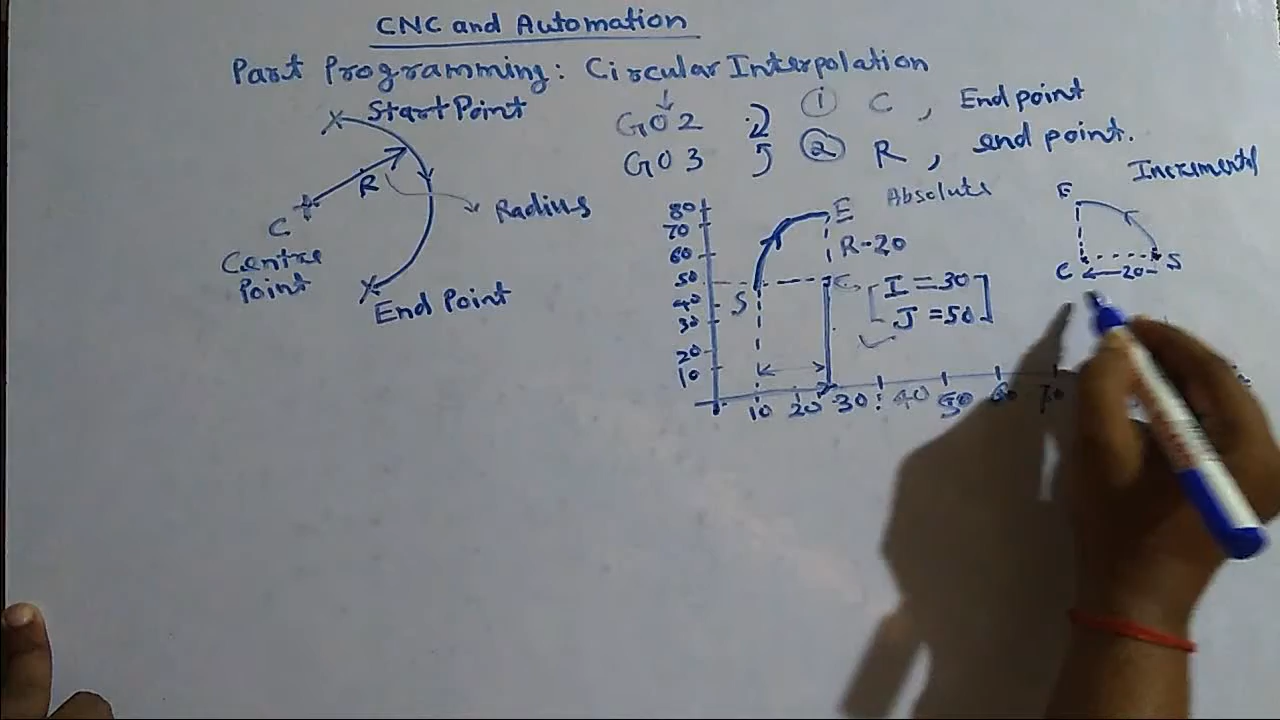 CNC and Automation
Part Programming: Circular Interpolation
Start Point
R
Radius
C
Centre
Point
End Point
G02
G03
1 C, End point
2 R, end point.
Absolute
Incremental
80
70
60
50
40
30
20
10
E
R-20
S
C
I = 30
J = 50
10 20 30 40 50 60 70
E
C 20 S